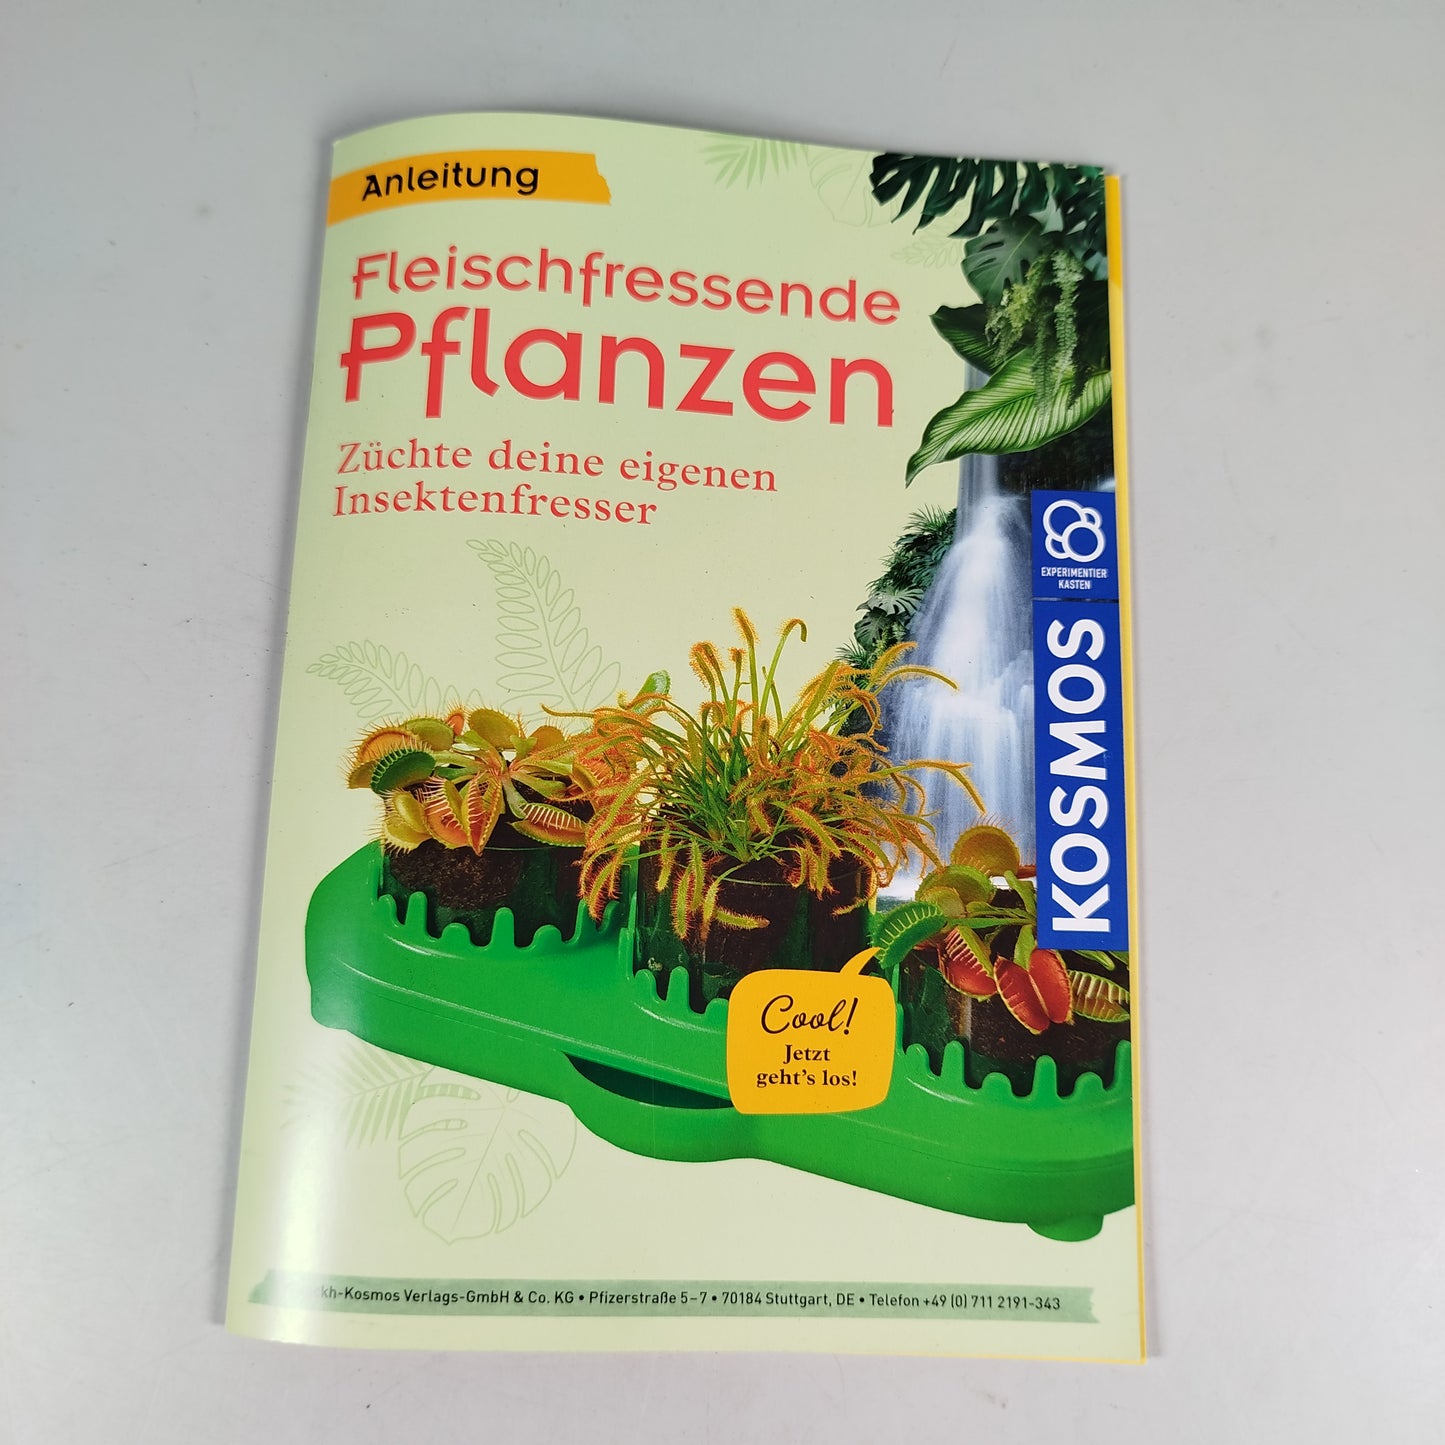 Anleitung
Fleischfressende
Pflanzen
Züchte deine eigenen
Insektenfresser
EXPERIMENTIER
KASTEN
KOSMOS
Cool!
Jetzt
geht's los!
-Kosmos Verlags-GmbH & Co. KG • Pfizerstraße 5–7 • 70184 Stuttgart, DE • Telefon +49 (0) 711 2191-343